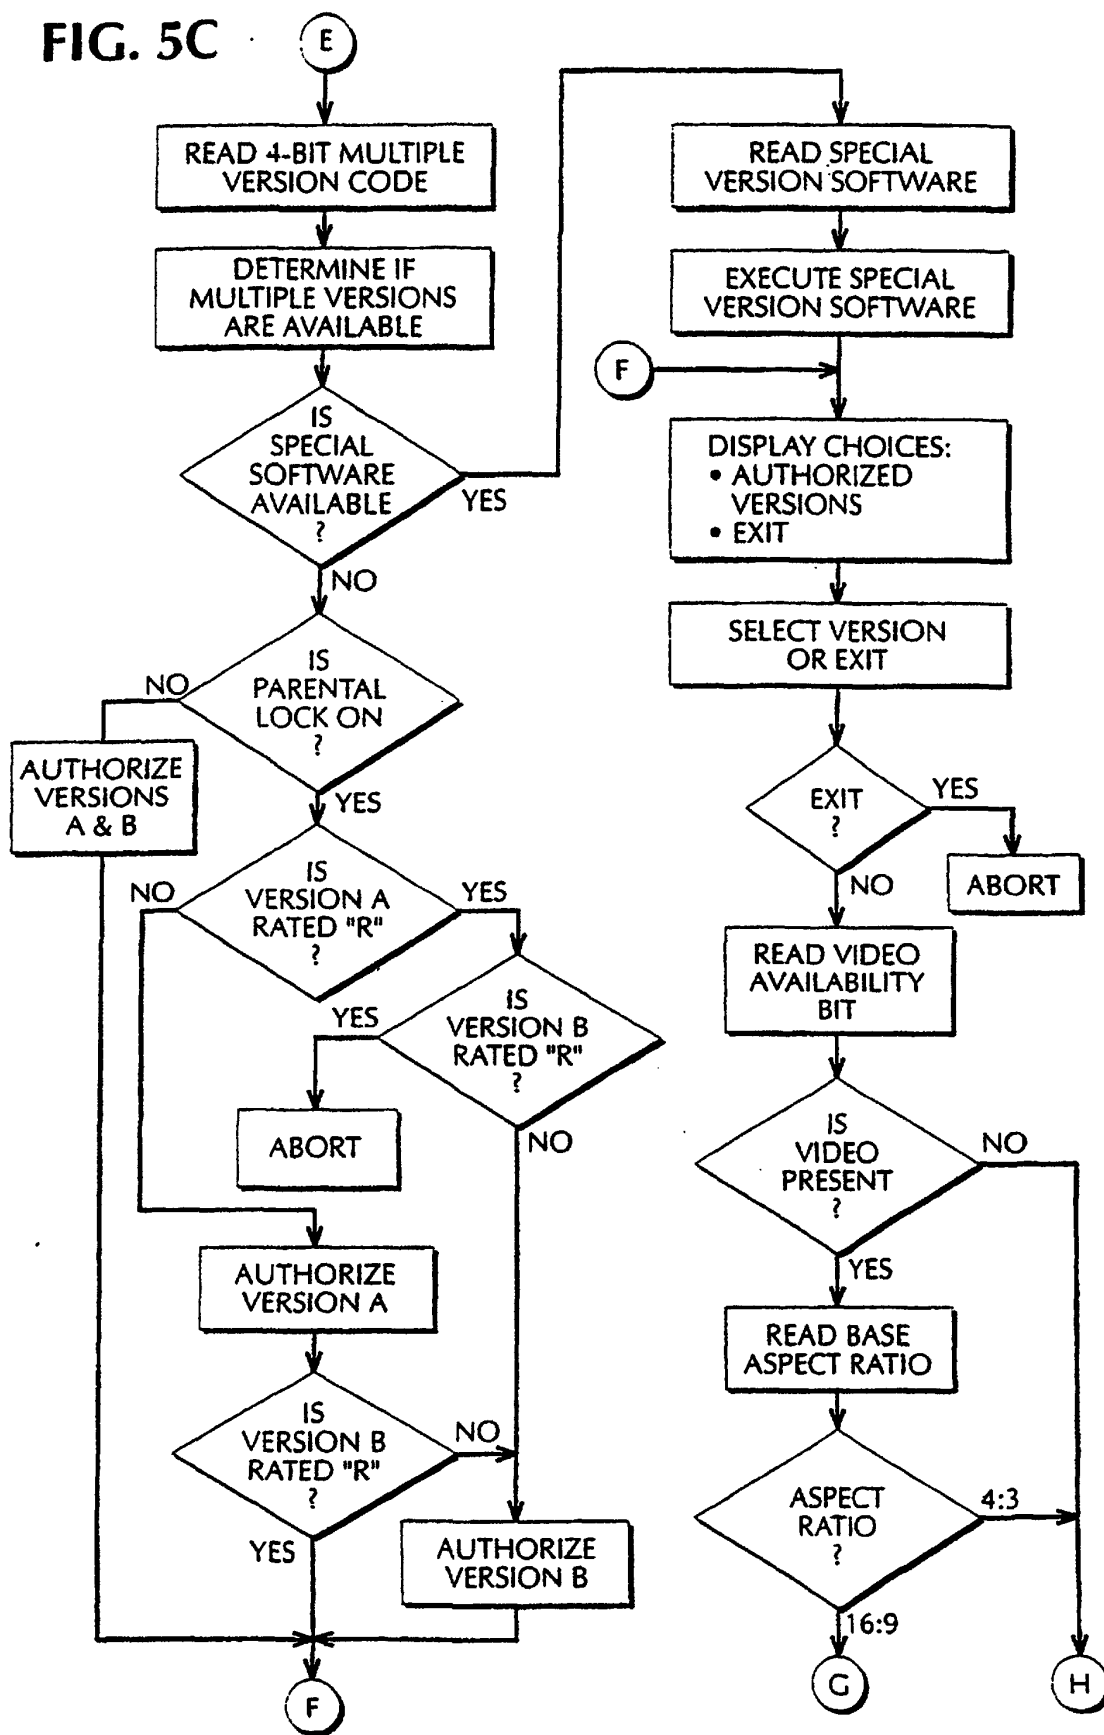 FIG. 5C
E
READ 4-BIT MULTIPLE
VERSION CODE
DETERMINE IF
MULTIPLE VERSIONS
ARE AVAILABLE
IS
SPECIAL
SOFTWARE
AVAILABLE
?
YES
NO
IS
PARENTAL
LOCK ON
?
NO
YES
AUTHORIZE
VERSIONS
A & B
IS
VERSION A
RATED "R"
?
NO
YES
IS
VERSION B
RATED "R"
?
YES
NO
ABORT
AUTHORIZE
VERSION A
IS
VERSION B
RATED "R"
?
NO
YES
AUTHORIZE
VERSION B
F
READ SPECIAL
VERSION SOFTWARE
EXECUTE SPECIAL
VERSION SOFTWARE
F
DISPLAY CHOICES:
• AUTHORIZED
VERSIONS
• EXIT
SELECT VERSION
OR EXIT
EXIT
?
YES
NO
ABORT
READ VIDEO
AVAILABILITY
BIT
IS
VIDEO
PRESENT
?
NO
YES
READ BASE
ASPECT RATIO
ASPECT
RATIO
?
4:3
16:9
G
H